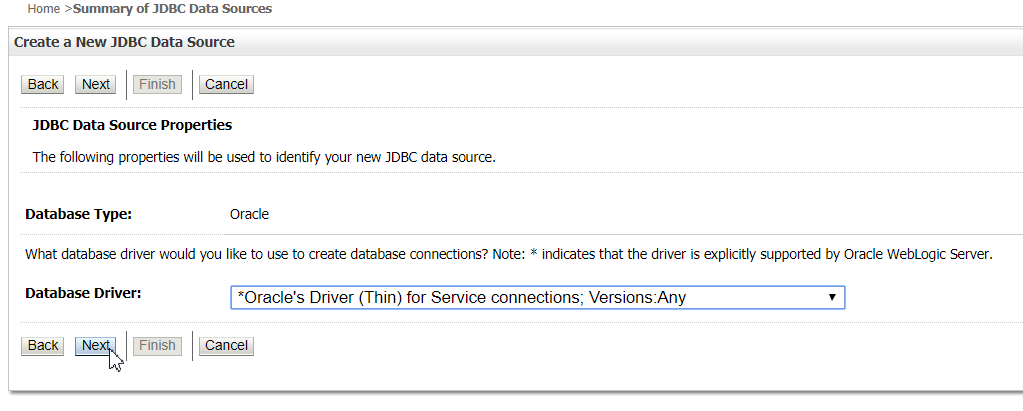 Home >Summary of JDBC Data Sources
Create a New JDBC Data Source
Back Next Finish Cancel
JDBC Data Source Properties
The following properties will be used to identify your new JDBC data source.
Database Type: Oracle
What database driver would you like to use to create database connections? Note: * indicates that the driver is explicitly supported by Oracle WebLogic Server.
Database Driver: *Oracle's Driver (Thin) for Service connections; Versions:Any
Back Next Finish Cancel